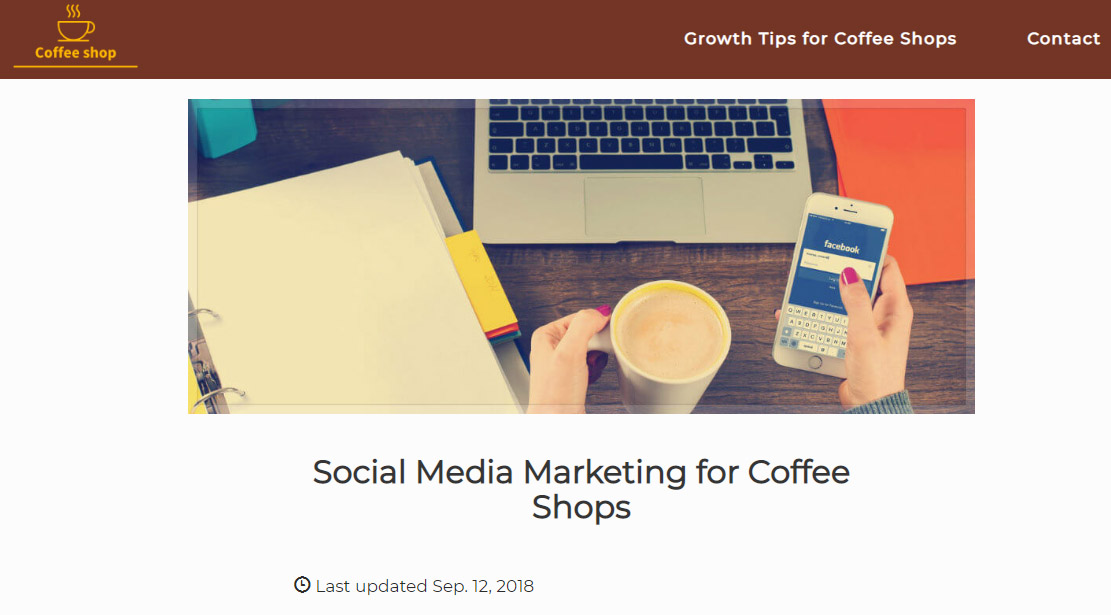 Coffee shop
Growth Tips for Coffee Shops
Contact
facebook
Social Media Marketing for Coffee
Shops
Last updated Sep. 12, 2018